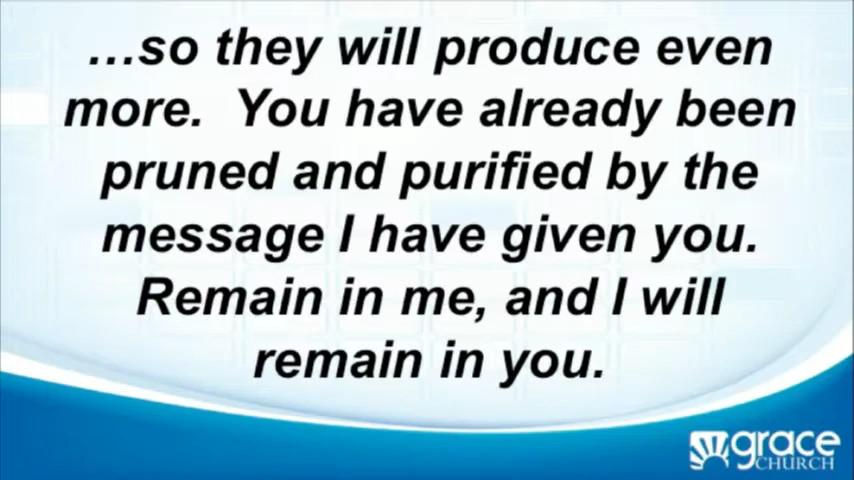 ...so they will produce even
more.  You have already been
pruned and purified by the
message I have given you.
Remain in me, and I will
remain in you.
grace
CHURCH